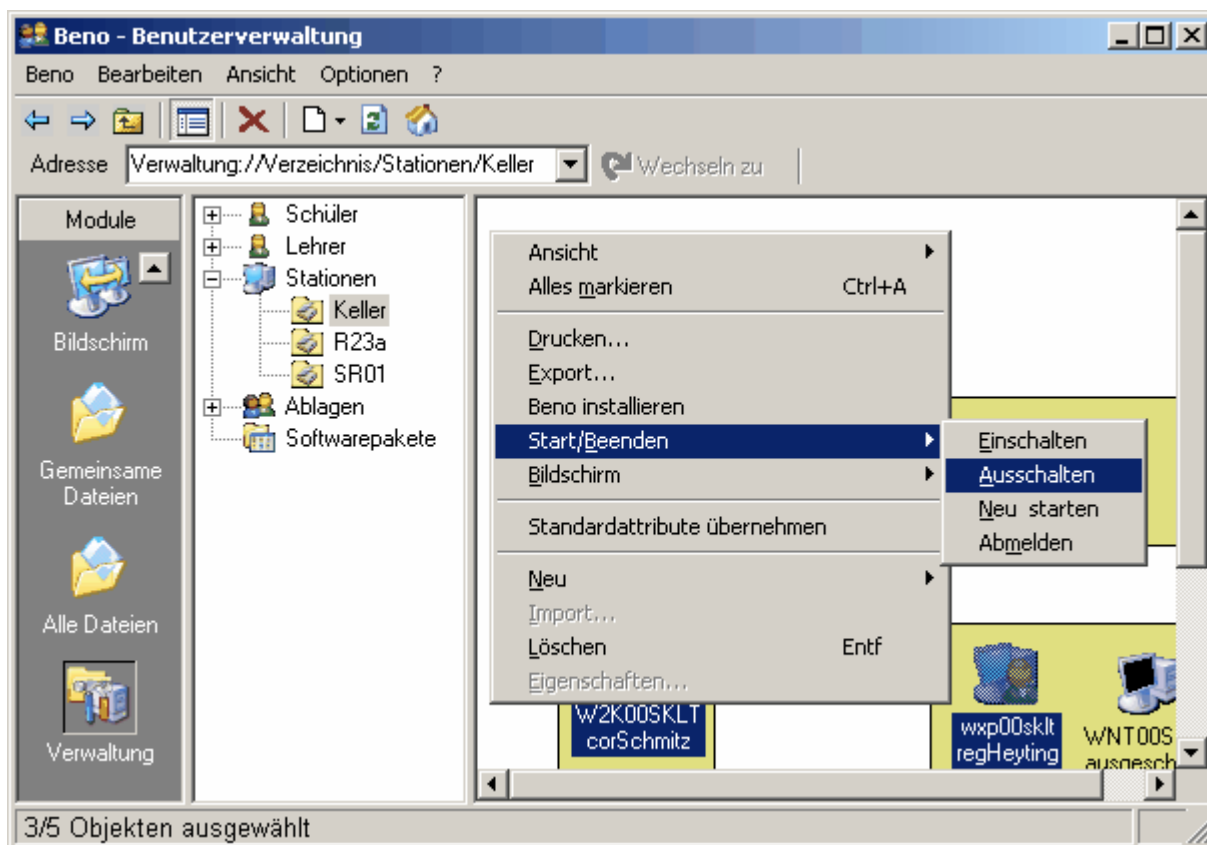 Beno - Benutzerverwaltung
Beno Bearbeiten Ansicht Optionen ?
Adresse Verwaltung://Verzeichnis/Stationen/Keller Wechseln zu
Module
Bildschirm
Gemeinsame
Dateien
Alle Dateien
Verwaltung
Schüler
Lehrer
Stationen
Keller
R23a
SR01
Ablagen
Softwarepakete
Ansicht
Alles markieren Ctrl+A
Drucken...
Export...
Beno installieren
Start/Beenden
Bildschirm
Standardattribute übernehmen
Neu
Import...
Löschen Entf
Eigenschaften...
Einschalten
Ausschalten
Neu starten
Abmelden
W2K00SKLT
corSchmitz
wxp00sklt
regHeyting
WNT00S
ausgesch
3/5 Objekten ausgewählt